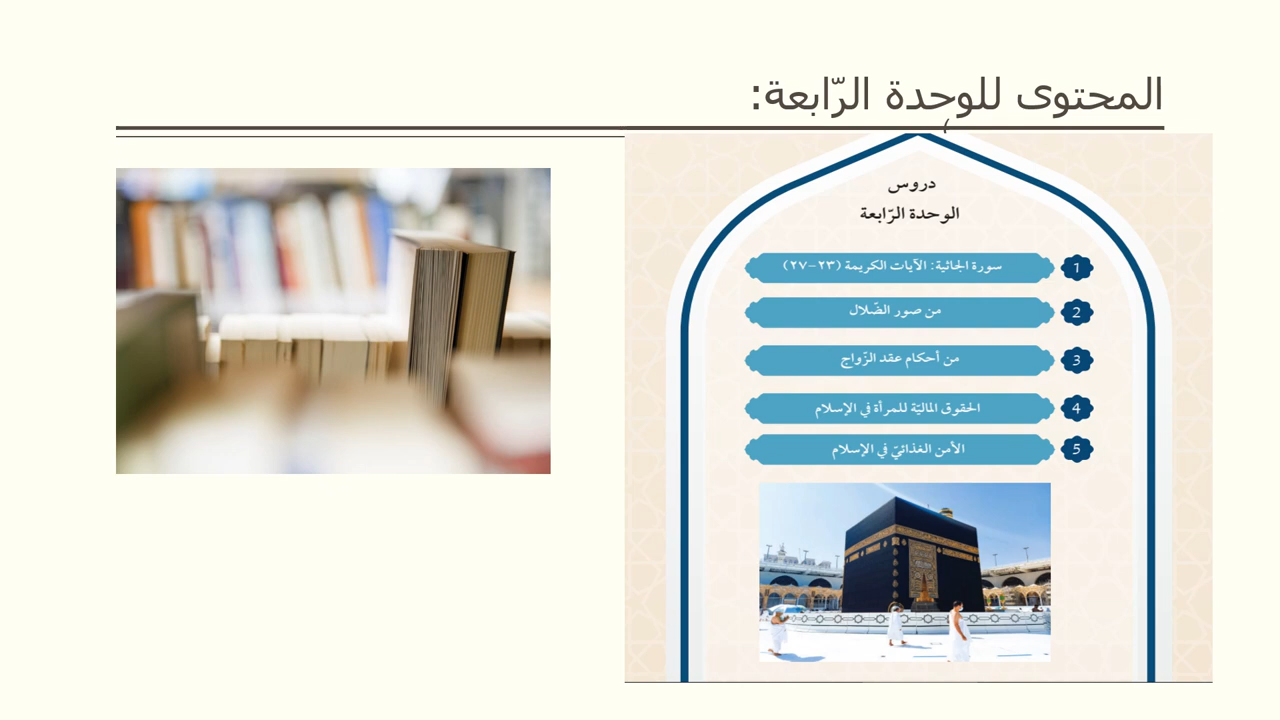 المحتوى للوحدة الرّابعة:
دروس
الوحدة الرّابعة
1 سورة الجاثية: الآيات الكريمة (٢٣-٢٧)
2 من صور الضّلال
3 من أحكام عقد الزّواج
4 الحقوق الماليّة للمرأة في الإسلام
5 الأمن الغذائيّ في الإسلام